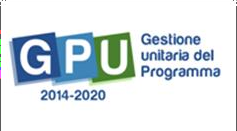 GPU
Gestione
unitaria del
Programma
2014-2020